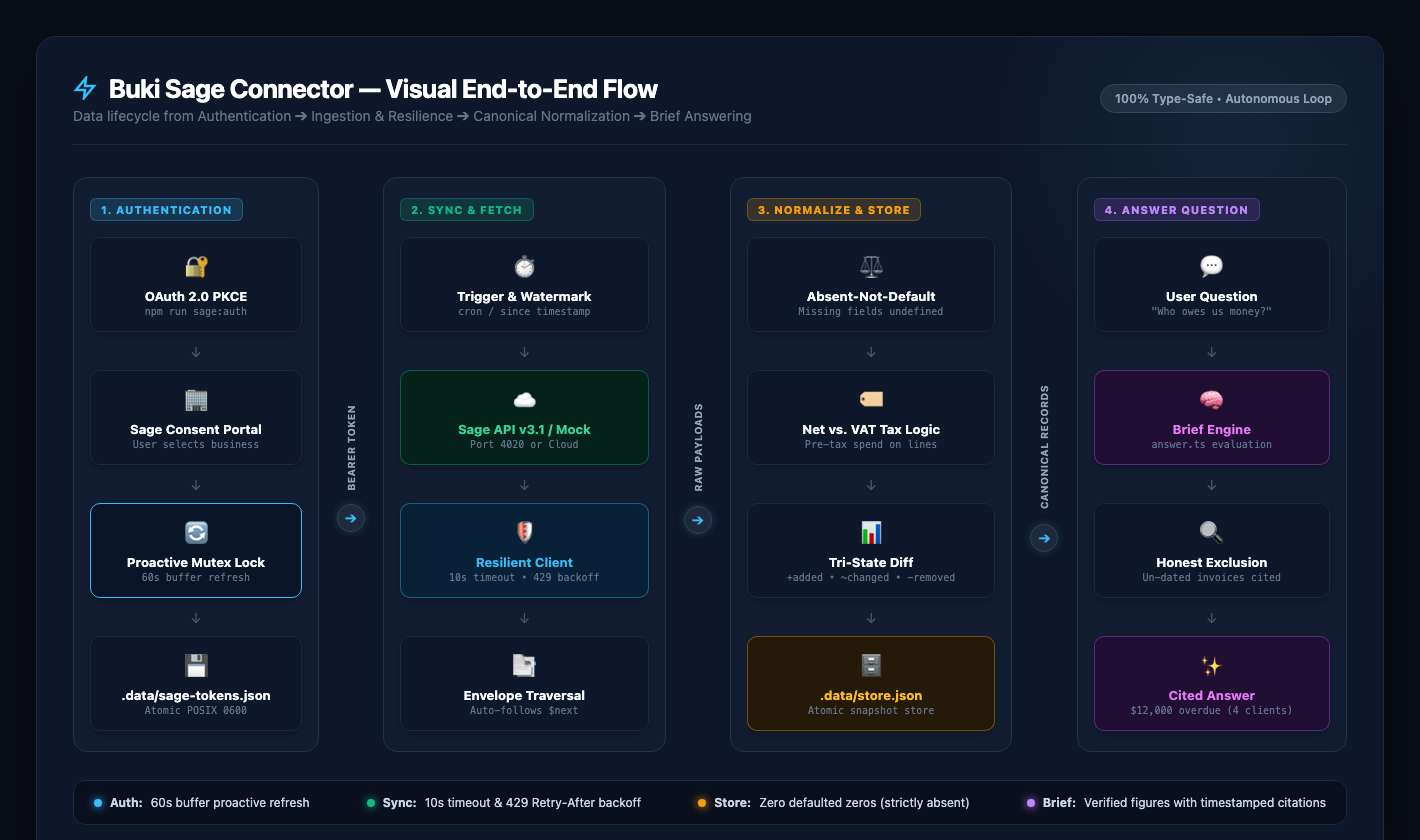 Buki Sage Connector — Visual End-to-End Flow
Data lifecycle from Authentication ➔ Ingestion & Resilience ➔ Canonical Normalization ➔ Brief Answering
100% Type-Safe • Autonomous Loop
1. AUTHENTICATION
OAuth 2.0 PKCE
npm run sage:auth
↓
Sage Consent Portal
User selects business
↓
Proactive Mutex Lock
60s buffer refresh
↓
.data/sage-tokens.json
Atomic POSIX 0600
BEARER TOKEN
➔
2. SYNC & FETCH
Trigger & Watermark
cron / since timestamp
↓
Sage API v3.1 / Mock
Port 4020 or Cloud
↓
Resilient Client
10s timeout • 429 backoff
↓
Envelope Traversal
Auto-follows $next
RAW PAYLOADS
➔
3. NORMALIZE & STORE
Absent-Not-Default
Missing fields undefined
↓
Net vs. VAT Tax Logic
Pre-tax spend on lines
↓
Tri-State Diff
+added • ~changed • −removed
↓
.data/store.json
Atomic snapshot store
CANONICAL RECORDS
➔
4. ANSWER QUESTION
User Question
"Who owes us money?"
↓
Brief Engine
answer.ts evaluation
↓
Honest Exclusion
Un-dated invoices cited
↓
Cited Answer
$12,000 overdue (4 clients)
Auth: 60s buffer proactive refresh
Sync: 10s timeout & 429 Retry-After backoff
Store: Zero defaulted zeros (strictly absent)
Brief: Verified figures with timestamped citations